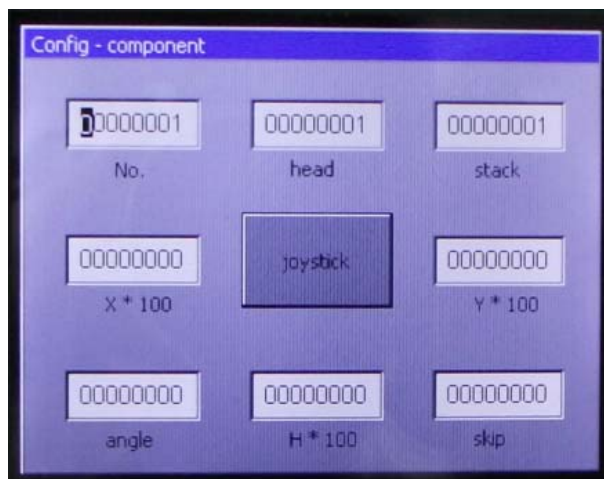 Config - component
00000001 00000001 00000001
No. head stack
00000000 joystick 00000000
X * 100 Y * 100
00000000 00000000 00000000
angle H * 100 skip